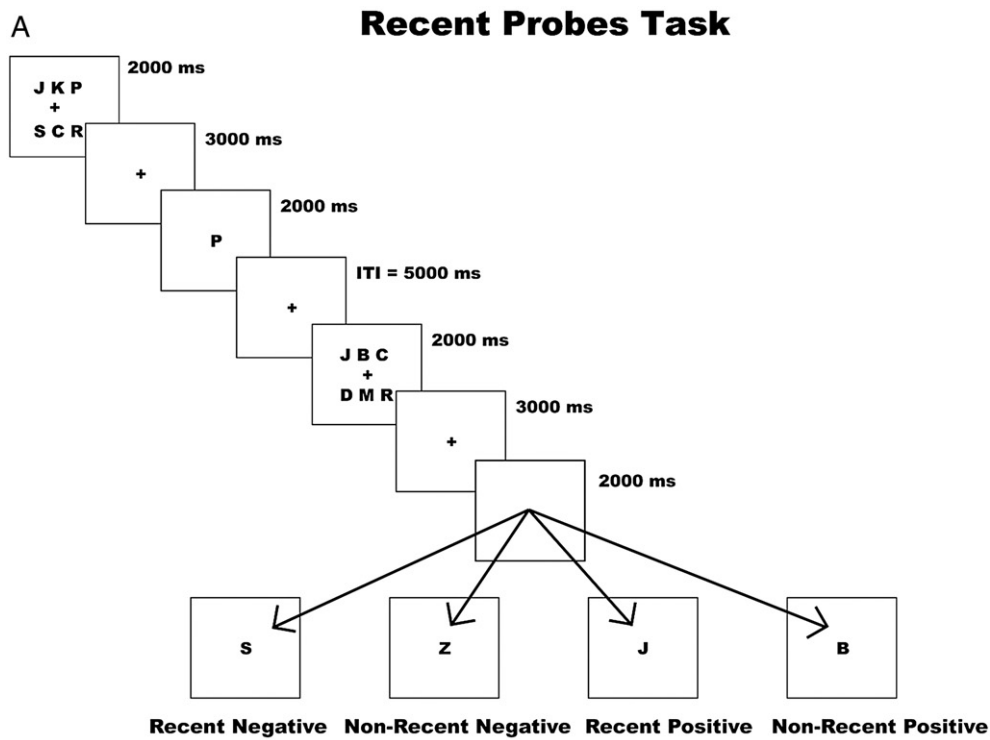 A
Recent Probes Task
J K P
+
S C R
2000 ms
+
3000 ms
P
2000 ms
+
ITI = 5000 ms
J B C
+
D M R
2000 ms
+
3000 ms
2000 ms
S
Z
J
B
Recent Negative
Non-Recent Negative
Recent Positive
Non-Recent Positive